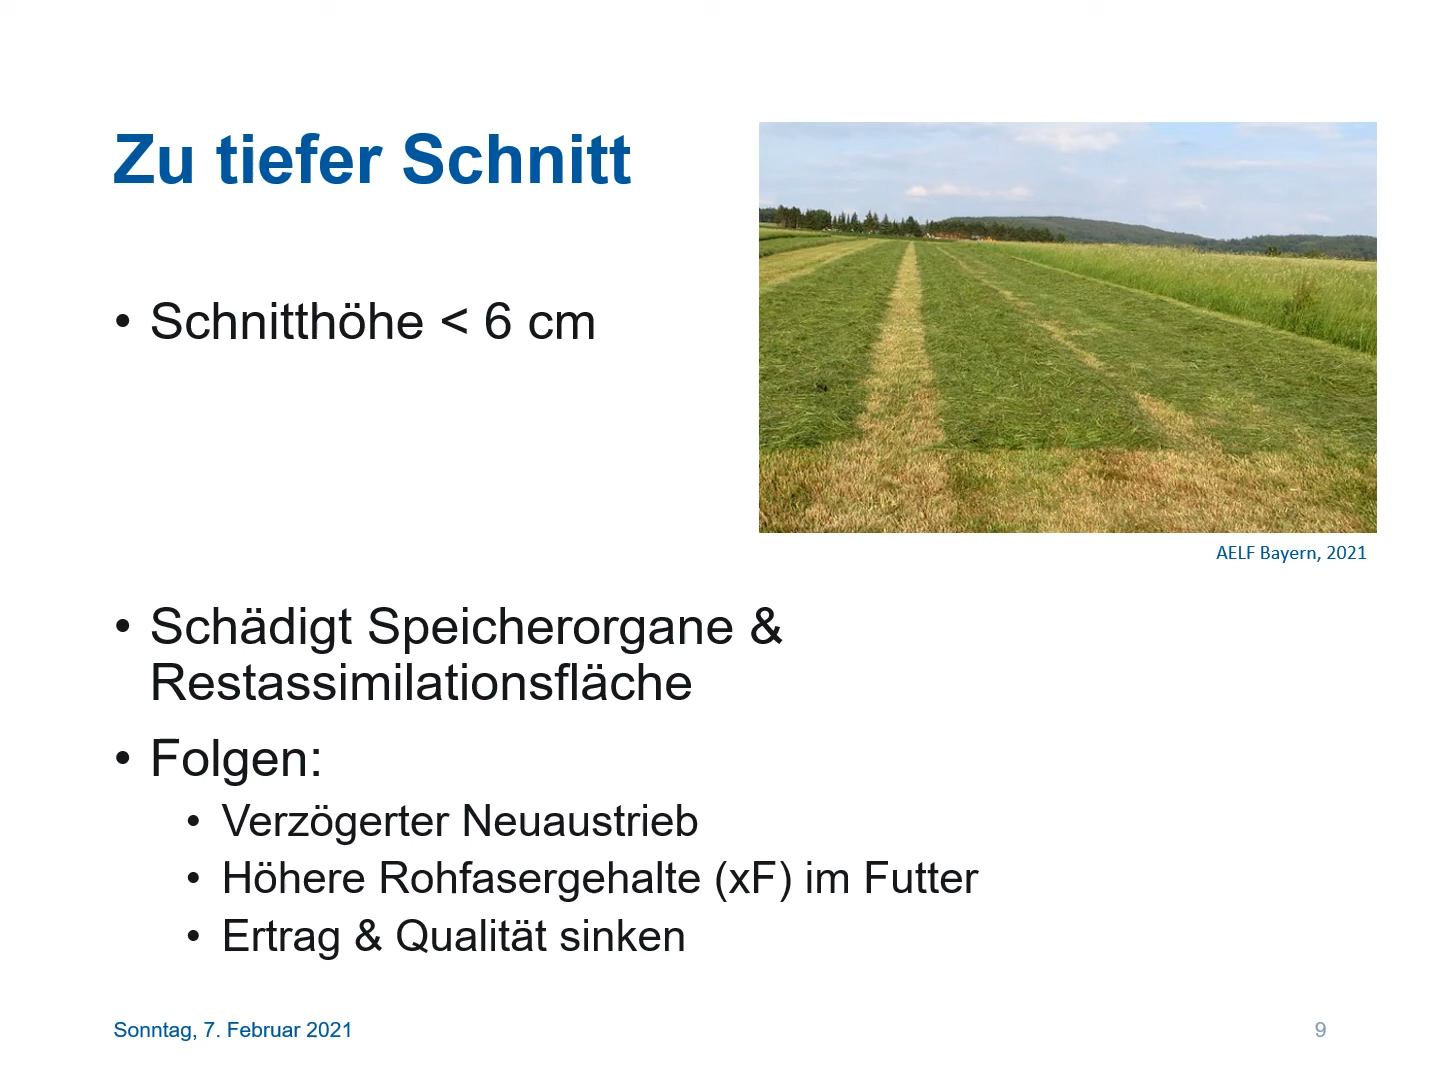 Zu tiefer Schnitt
• Schnitthöhe < 6 cm
AELF Bayern, 2021
• Schädigt Speicherorgane &
Restassimilationsfläche
• Folgen:
• Verzögerter Neuaustrieb
• Höhere Rohfasergehalte (xF) im Futter
• Ertrag & Qualität sinken
Sonntag, 7. Februar 2021
9